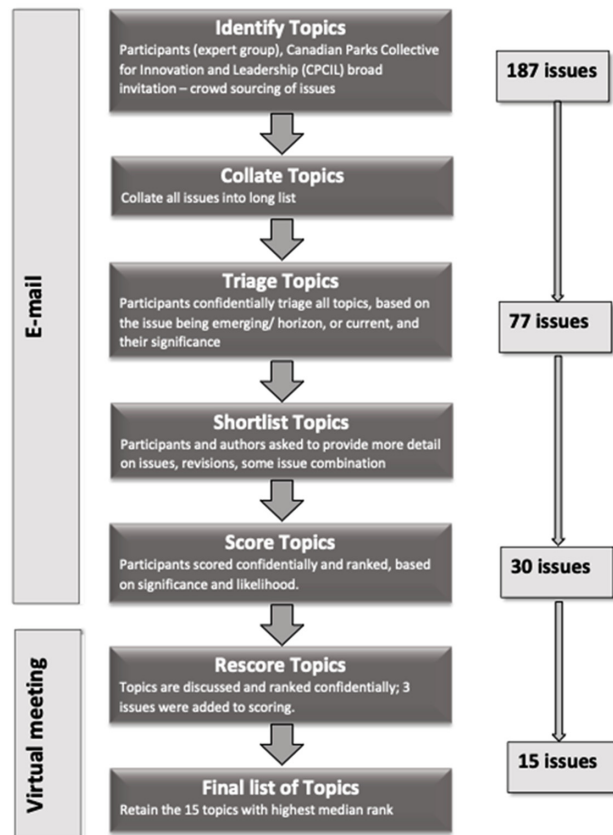 Identify Topics
Participants (expert group), Canadian Parks Collective
for Innovation and Leadership (CPCIL) broad
invitation – crowd sourcing of issues
187 issues
Collate Topics
Collate all issues into long list
E-mail
Triage Topics
Participants confidentially triage all topics, based on
the issue being emerging/ horizon, or current, and
their significance
77 issues
Shortlist Topics
Participants and authors asked to provide more detail
on issues, revisions, some issue combination
Score Topics
Participants scored confidentially and ranked, based
on significance and likelihood.
30 issues
Virtual meeting
Rescore Topics
Topics are discussed and ranked confidentially; 3
issues were added to scoring.
15 issues
Final list of Topics
Retain the 15 topics with highest median rank